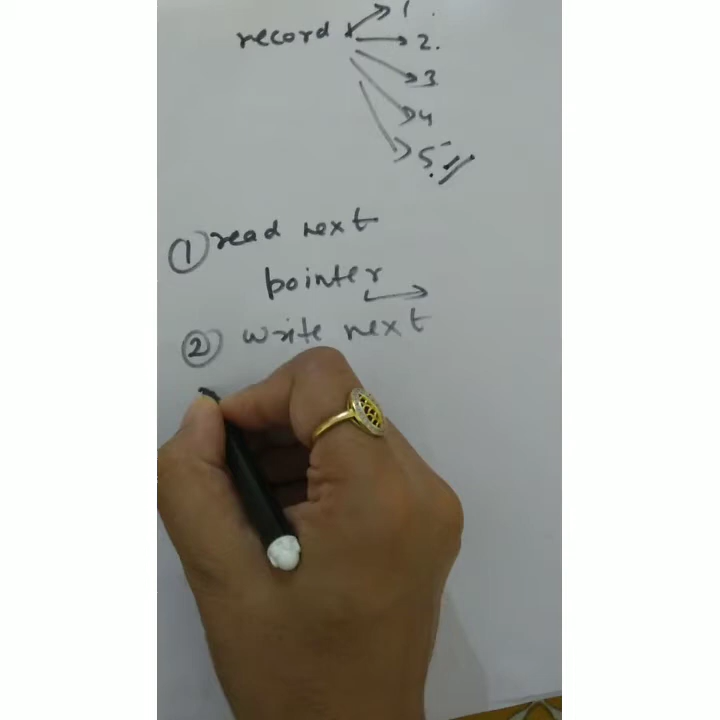 record
1.
2.
3
4
5
① read next
pointer
② write next